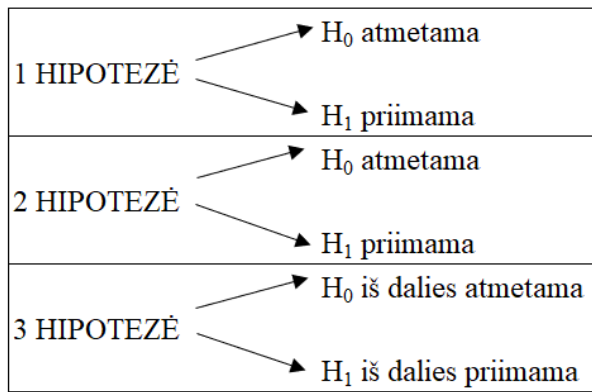 H₀ atmetama
1 HIPOTEZĖ
H₁ priimama
H₀ atmetama
2 HIPOTEZĖ
H₁ priimama
H₀ iš dalies atmetama
3 HIPOTEZĖ
H₁ iš dalies priimama